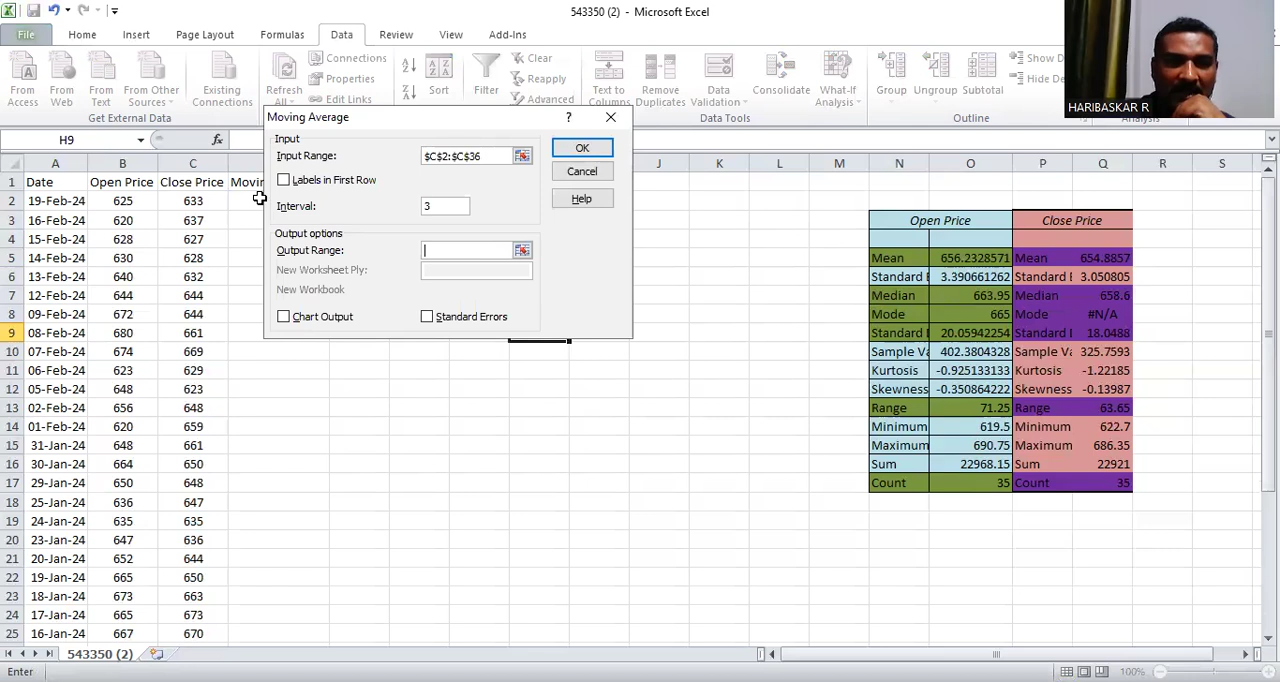 543350 (2) - Microsoft Excel
File Home Insert Page Layout Formulas Data Review View Add-Ins
From Access
From Web
From Text
From Other Sources
Existing Connections
Refresh All
Connections
Properties
Edit Links
Sort
Filter
Clear
Reapply
Advanced
Text to Columns
Remove Duplicates
Data Validation
Consolidate
What-If Analysis
Group
Ungroup
Subtotal
Show D
Hide De
Get External Data
Data Tools
Outline
HARIBASKAR R
H9
fx
Moving Average
Input
Input Range: $C$2:$C$36
Labels in First Row
Interval: 3
Output options
Output Range:
New Worksheet Ply:
New Workbook
Chart Output
Standard Errors
OK
Cancel
Help
A B C J K L M N O P Q R S
1 Date Open Price Close Price Movin
2 19-Feb-24 625 633
3 16-Feb-24 620 637
4 15-Feb-24 628 627
5 14-Feb-24 630 628
6 13-Feb-24 640 632
7 12-Feb-24 644 644
8 09-Feb-24 672 644
9 08-Feb-24 680 661
10 07-Feb-24 674 669
11 06-Feb-24 623 629
12 05-Feb-24 648 623
13 02-Feb-24 656 648
14 01-Feb-24 620 659
15 31-Jan-24 648 661
16 30-Jan-24 664 650
17 29-Jan-24 650 648
18 25-Jan-24 636 647
19 24-Jan-24 635 635
20 23-Jan-24 647 636
21 20-Jan-24 652 644
22 19-Jan-24 665 650
23 18-Jan-24 673 663
24 17-Jan-24 665 673
25 16-Jan-24 667 670
Open Price Close Price
Mean 656.2328571 Mean 654.8857
Standard E 3.390661262 Standard E 3.050805
Median 663.95 Median 658.6
Mode 665 Mode #N/A
Standard D 20.05942254 Standard D 18.0488
Sample Va 402.3804328 Sample Va 325.7593
Kurtosis -0.925133133 Kurtosis -1.22185
Skewness -0.350864222 Skewness -0.13987
Range 71.25 Range 63.65
Minimum 619.5 Minimum 622.7
Maximum 690.75 Maximum 686.35
Sum 22968.15 Sum 22921
Count 35 Count 35
543350 (2)
Enter
100%